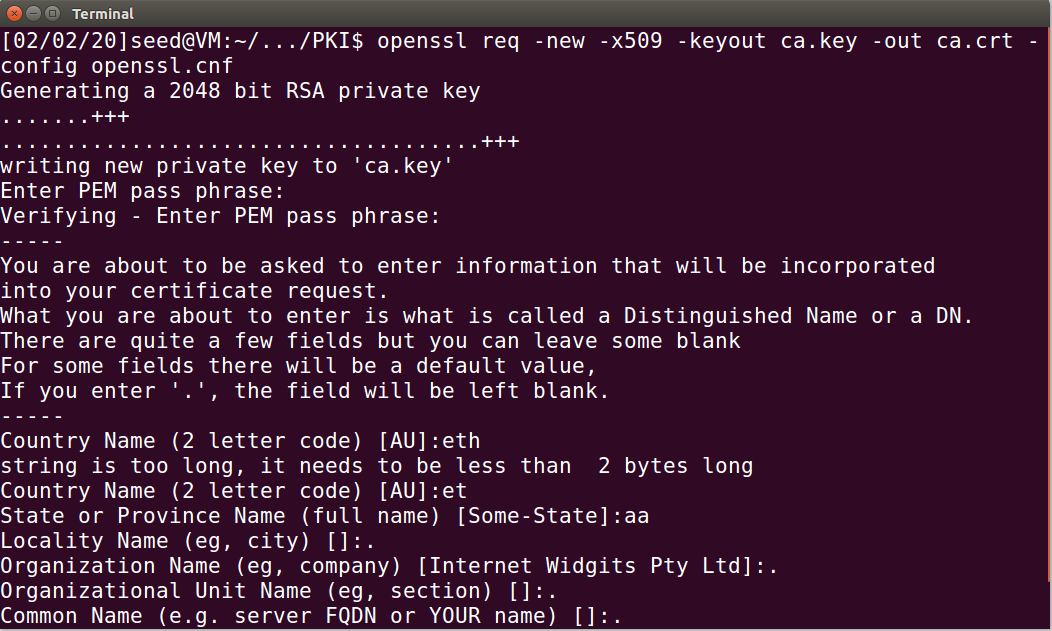 Terminal
[02/02/20]seed@VM:~/.../PKI$ openssl req -new -x509 -keyout ca.key -out ca.crt -
config openssl.cnf
Generating a 2048 bit RSA private key
.......+++
.....................................+++
writing new private key to 'ca.key'
Enter PEM pass phrase:
Verifying - Enter PEM pass phrase:
-----
You are about to be asked to enter information that will be incorporated
into your certificate request.
What you are about to enter is what is called a Distinguished Name or a DN.
There are quite a few fields but you can leave some blank
For some fields there will be a default value,
If you enter '.', the field will be left blank.
-----
Country Name (2 letter code) [AU]:eth
string is too long, it needs to be less than  2 bytes long
Country Name (2 letter code) [AU]:et
State or Province Name (full name) [Some-State]:aa
Locality Name (eg, city) []:.
Organization Name (eg, company) [Internet Widgits Pty Ltd]:.
Organizational Unit Name (eg, section) []:.
Common Name (e.g. server FQDN or YOUR name) []:.